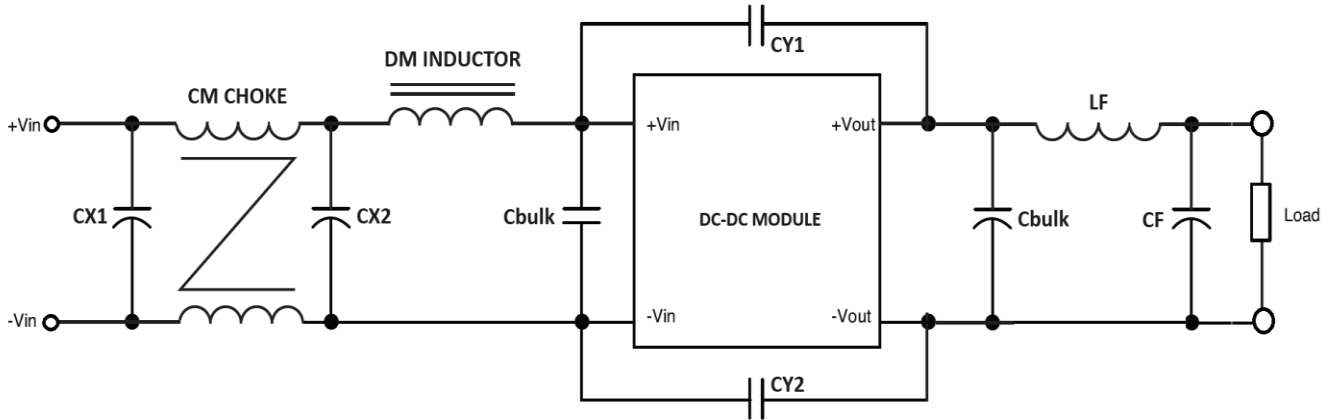 CY1
DM INDUCTOR
CM CHOKE
LF
+Vin
+Vin
+Vout
CX1
CX2
Cbulk
DC-DC MODULE
Cbulk
CF
Load
-Vin
-Vin
-Vout
CY2